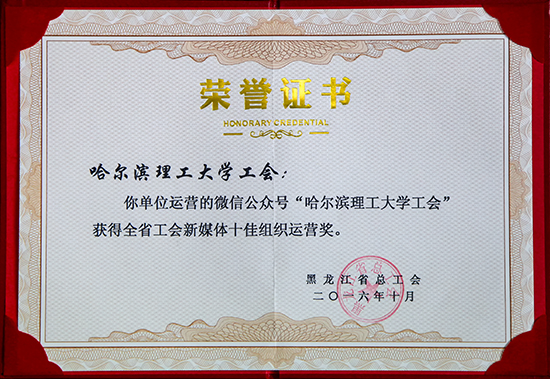 荣誉证书
HONORARY CREDENTIAL
哈尔滨理工大学工会：
你单位运营的微信公众号“哈尔滨理工大学工会”
获得全省工会新媒体十佳组织运营奖。
黑龙江省总工会
二〇一六年十月